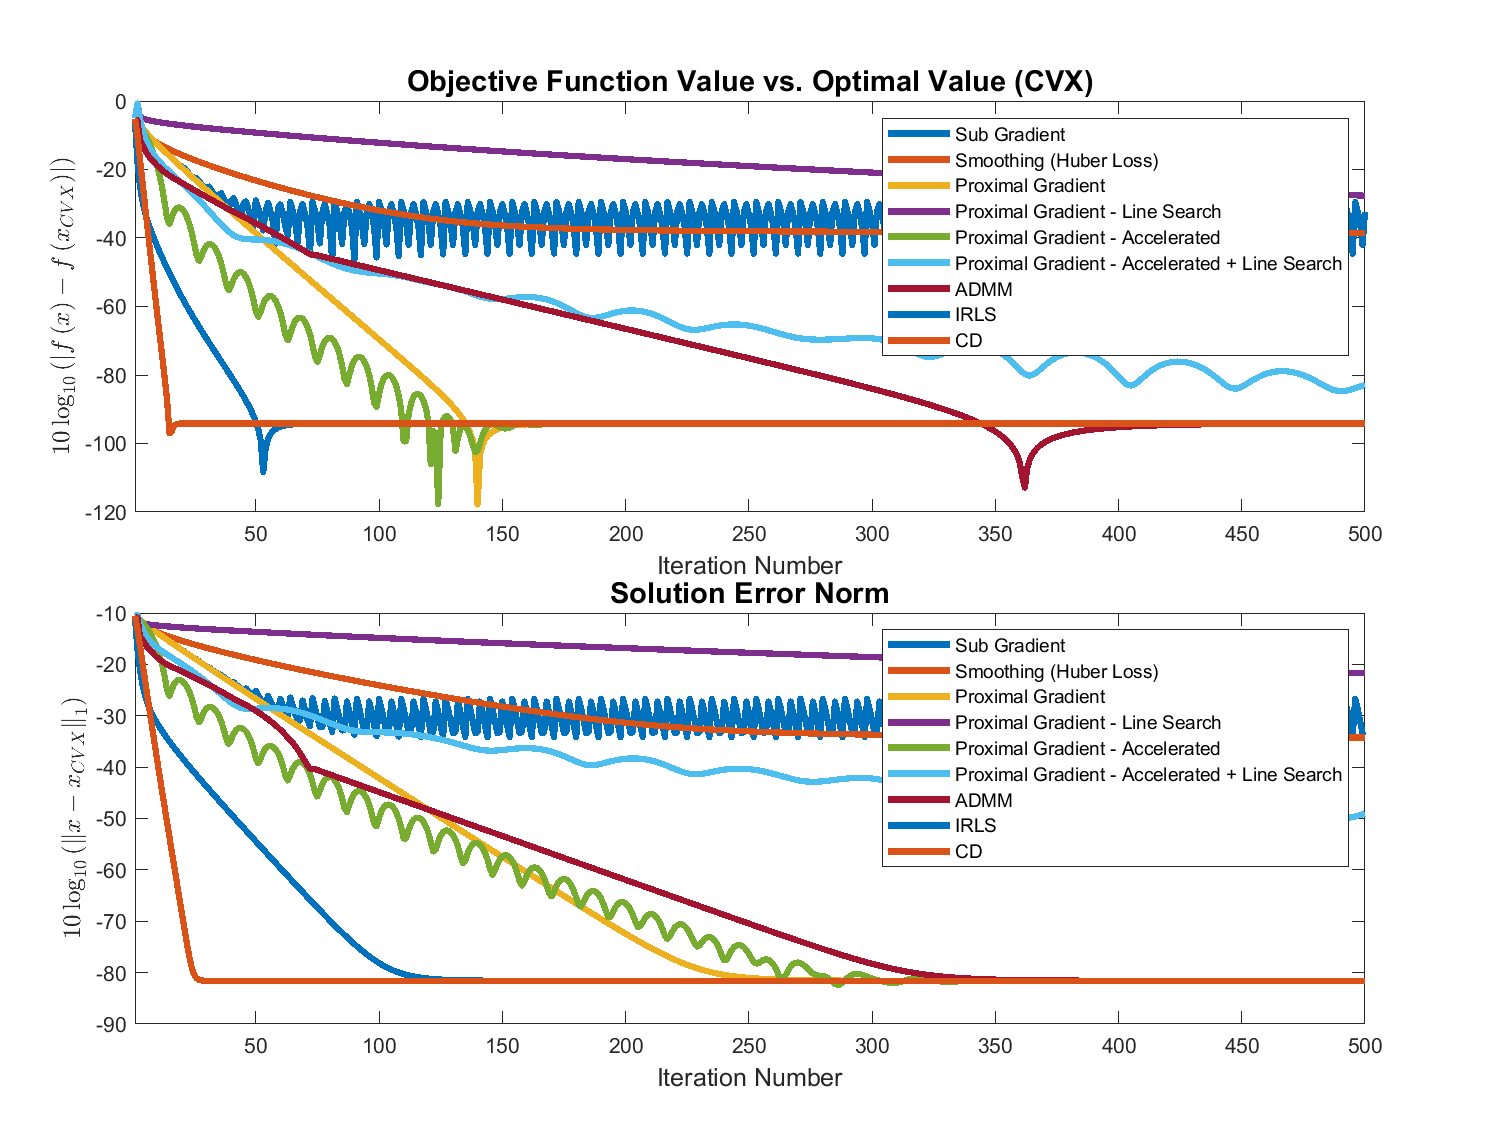 Objective Function Value vs. Optimal Value (CVX)
10 log₁₀ (|f (x) − f (x_{CVX})|)
0
-20
-40
-60
-80
-100
-120
50 100 150 200 250 300 350 400 450 500
Iteration Number
Sub Gradient
Smoothing (Huber Loss)
Proximal Gradient
Proximal Gradient - Line Search
Proximal Gradient - Accelerated
Proximal Gradient - Accelerated + Line Search
ADMM
IRLS
CD
Solution Error Norm
10 log₁₀ (‖x − x_{CVX}‖₁)
-10
-20
-30
-40
-50
-60
-70
-80
-90
50 100 150 200 250 300 350 400 450 500
Iteration Number
Sub Gradient
Smoothing (Huber Loss)
Proximal Gradient
Proximal Gradient - Line Search
Proximal Gradient - Accelerated
Proximal Gradient - Accelerated + Line Search
ADMM
IRLS
CD